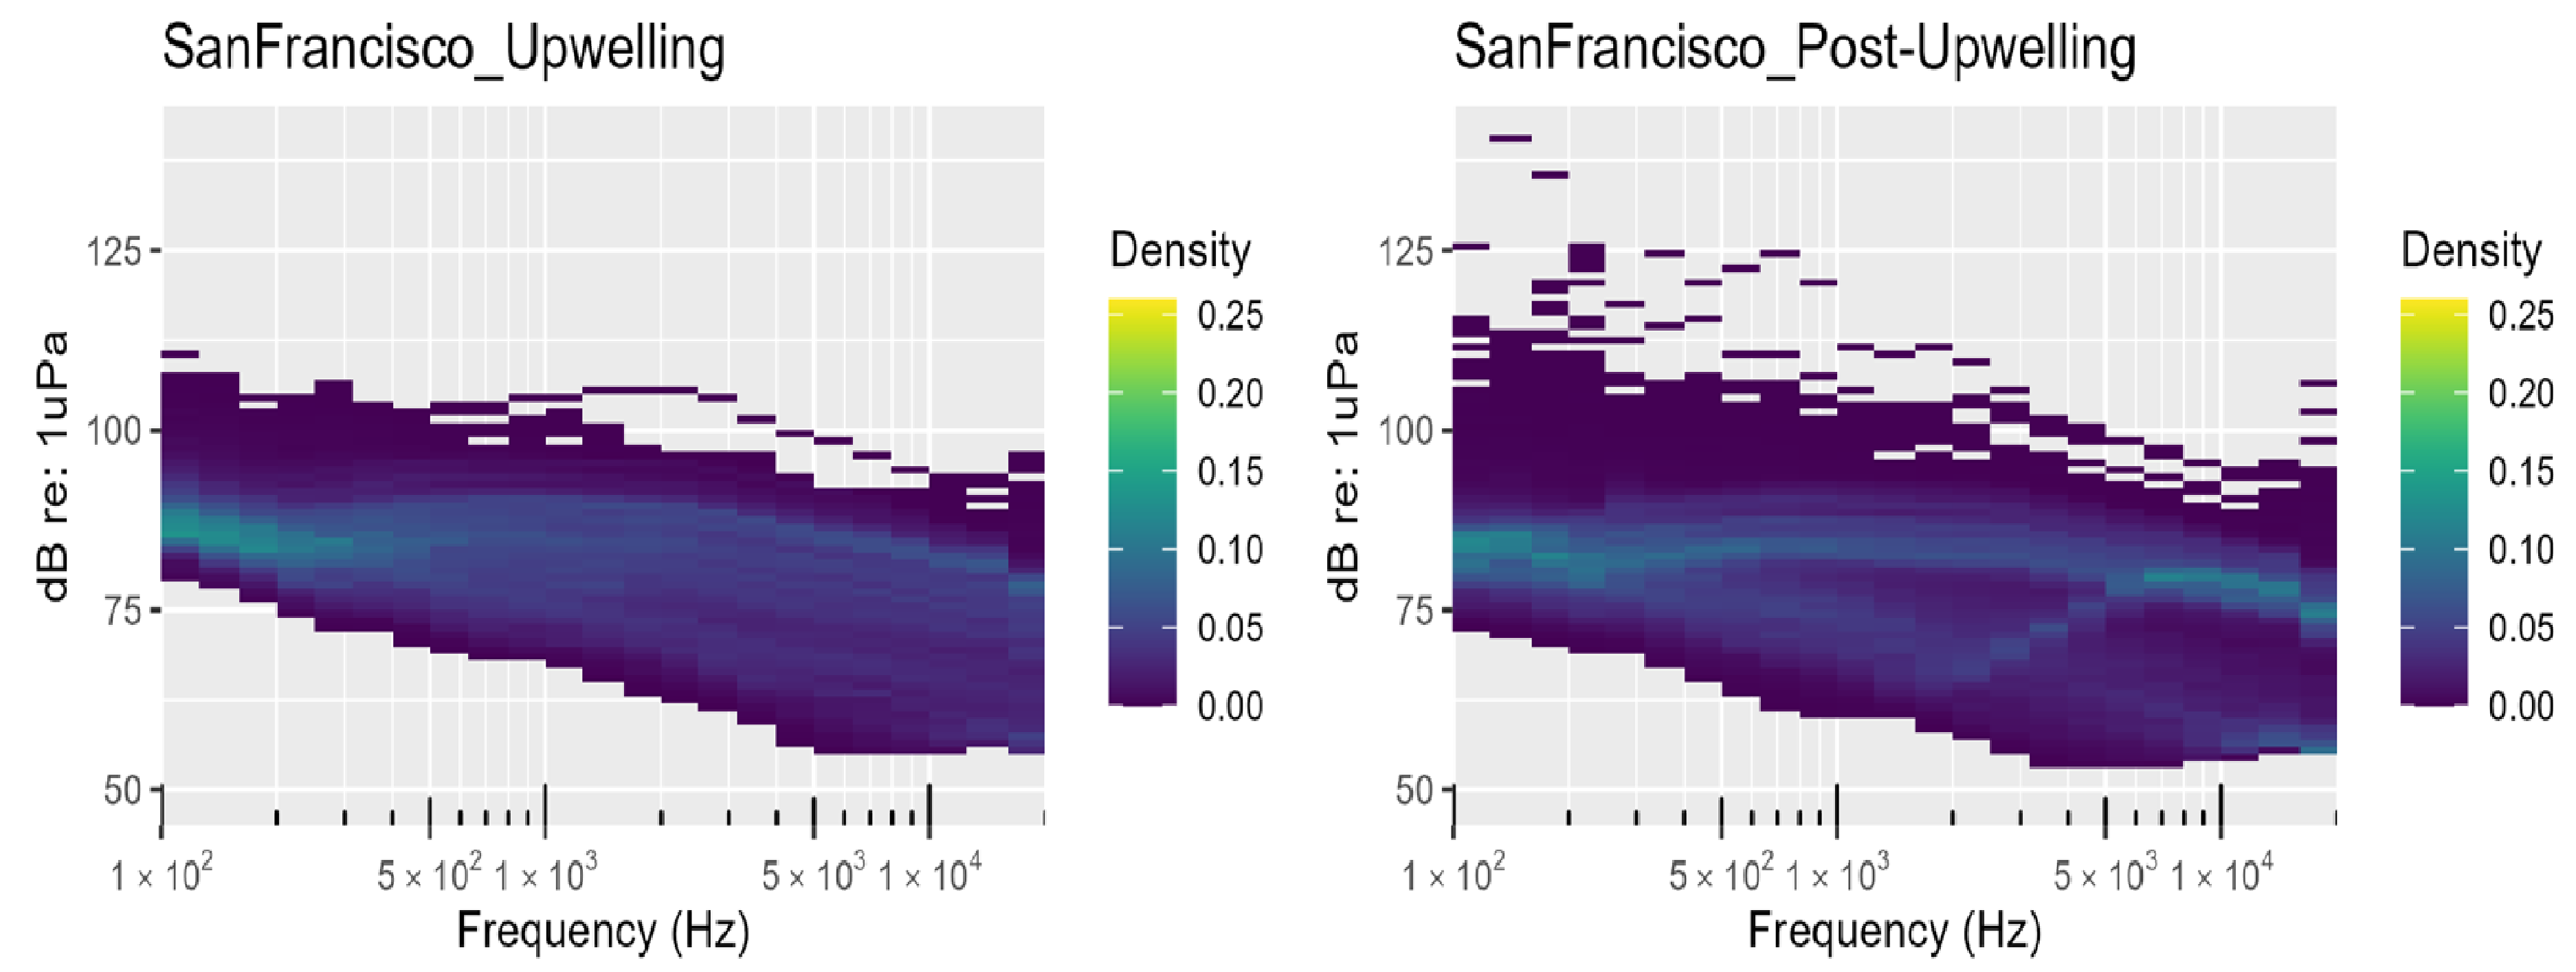 SanFrancisco_Upwelling
125
100
75
50
dB re: 1uPa
1 × 10²
5 × 10² 1 × 10³
5 × 10³ 1 × 10⁴
Frequency (Hz)
Density
0.25
0.20
0.15
0.10
0.05
0.00
SanFrancisco_Post-Upwelling
125
100
75
50
dB re: 1uPa
1 × 10²
5 × 10² 1 × 10³
5 × 10³ 1 × 10⁴
Frequency (Hz)
Density
0.25
0.20
0.15
0.10
0.05
0.00